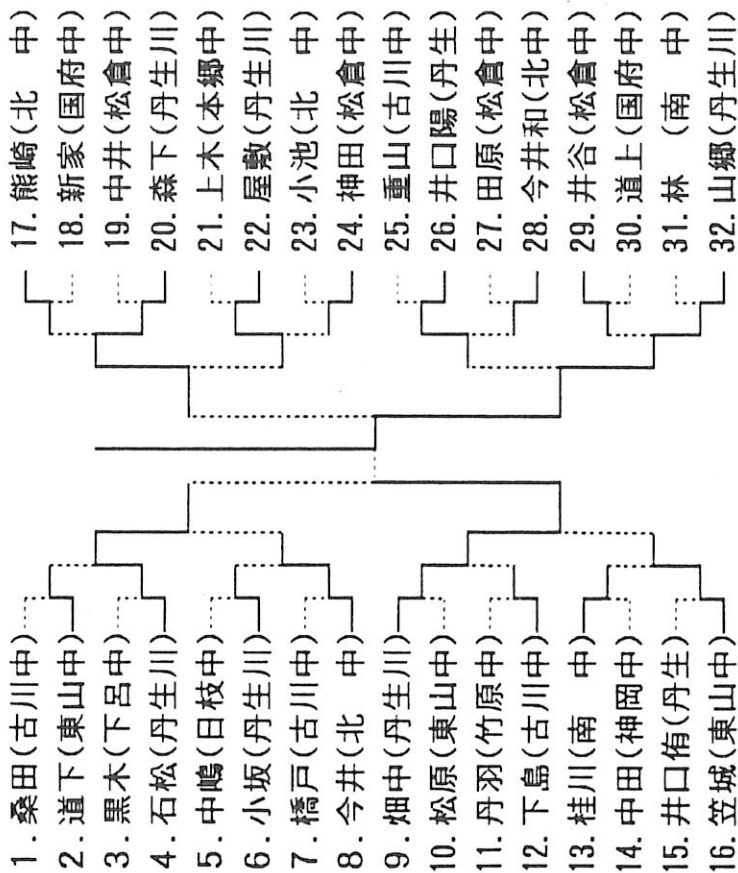 1. 桑田(古川中)
2. 道下(東山中)
3. 黒木(下呂中)
4. 石松(丹生川)
5. 中嶋(日枝中)
6. 小坂(丹生川)
7. 橋戸(古川中)
8. 今井(北　中)
9. 畑中(丹生川)
10. 松原(東山中)
11. 丹羽(竹原中)
12. 下島(古川中)
13. 桂川(南　中)
14. 中田(神岡中)
15. 井口侑(丹生)
16. 笠城(東山中)
17. 熊崎(北　中)
18. 新家(国府中)
19. 中井(松倉中)
20. 森下(丹生川)
21. 上木(本郷中)
22. 屋敷(丹生川)
23. 小池(北　中)
24. 神田(松倉中)
25. 重山(古川中)
26. 井口陽(丹生)
27. 田原(松倉中)
28. 今井和(北中)
29. 井谷(松倉中)
30. 道上(国府中)
31. 林　(南　中)
32. 山郷(丹生川)